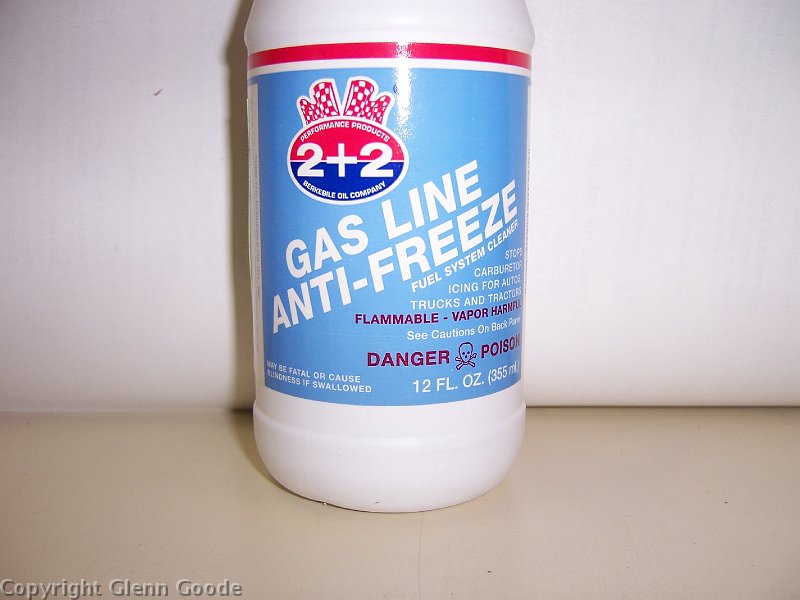 PERFORMANCE PRODUCTS
2+2
BERKEBILE OIL COMPANY
GAS LINE
ANTI-FREEZE
FUEL SYSTEM CLEANER
STOPS
CARBURETOR
ICING FOR AUTOS,
TRUCKS AND TRACTORS
FLAMMABLE - VAPOR HARMFUL
See Cautions On Back Panel
DANGER POISON
MAY BE FATAL OR CAUSE
BLINDNESS IF SWALLOWED
12 FL. OZ. (355 ml)
Copyright Glenn Goode